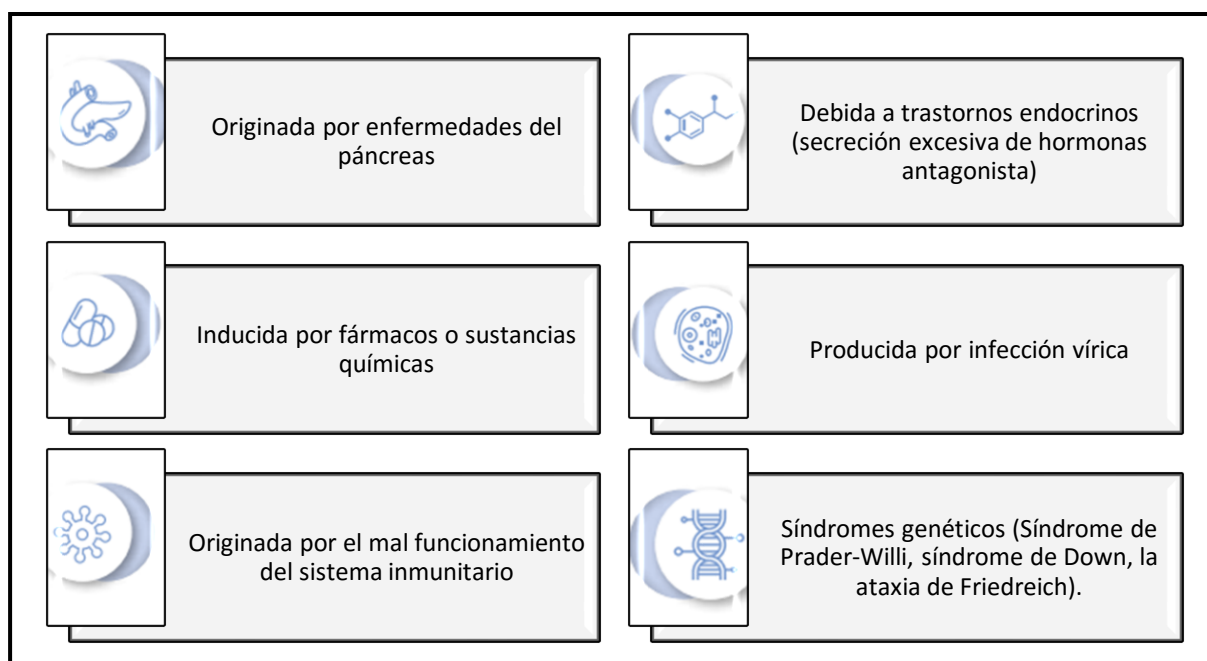 Originada por enfermedades del
páncreas
Debida a trastornos endocrinos
(secreción excesiva de hormonas
antagonista)
Inducida por fármacos o sustancias
químicas
Producida por infección vírica
Originada por el mal funcionamiento
del sistema inmunitario
Síndromes genéticos (Síndrome de
Prader-Willi, síndrome de Down, la
ataxia de Friedreich).